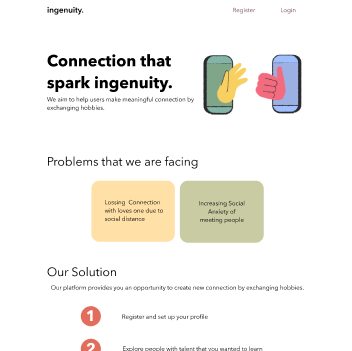 ingenuity.
Register
Login
Connection that
spark ingenuity.
We aim to help users make meaningful connection by
exchanging hobbies.
Problems that we are facing
Lossing Connection
with loves one due to
social distance
Increasing Social
Anxiety of
meeting people
Our Solution
Our platform provides you an opportunity to create new connection by exchanging hobbies.
1
Register and set up your profile
2
Explore people with talent that you wanted to learn